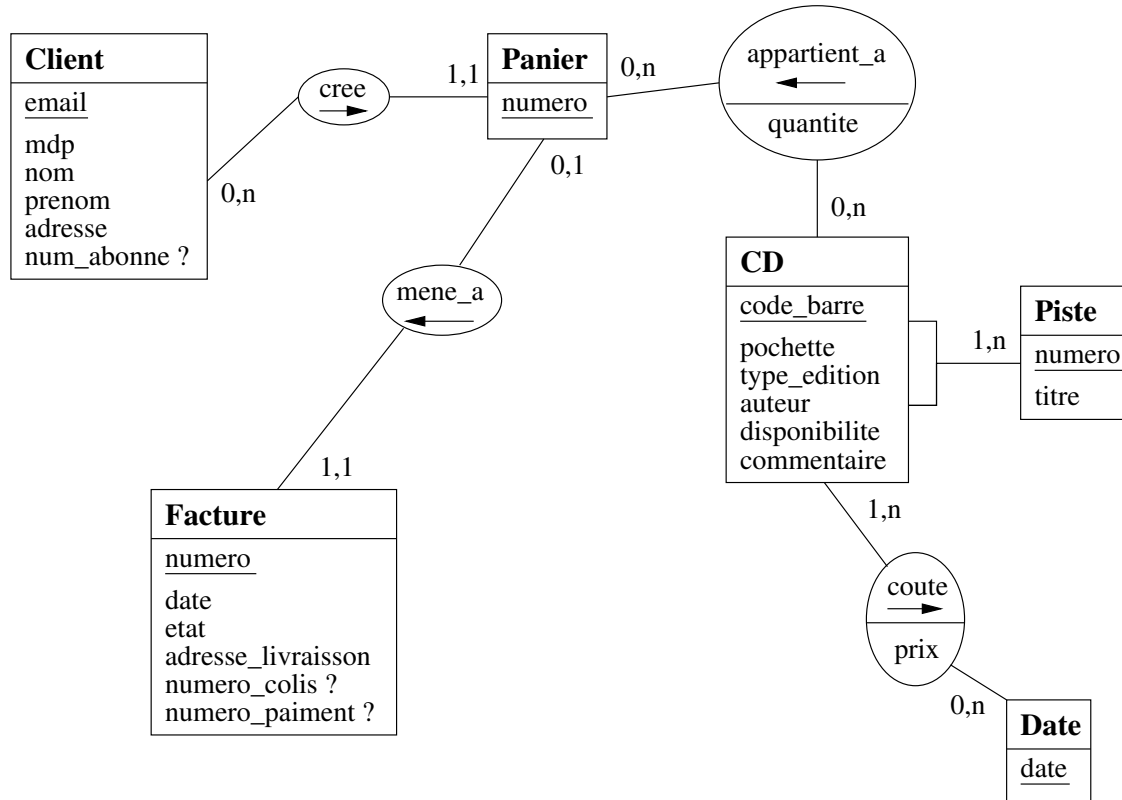 Client
email
mdp
nom
prenom
adresse
num_abonne ?
0,n
cree
1,1
Panier
numero
0,n
appartient_a
quantite
0,1
0,n
mene_a
1,1
Facture
numero
date
etat
adresse_livraisson
numero_colis ?
numero_paiment ?
CD
code_barre
pochette
type_edition
auteur
disponibilite
commentaire
1,n
Piste
numero
titre
1,n
coute
prix
0,n
Date
date